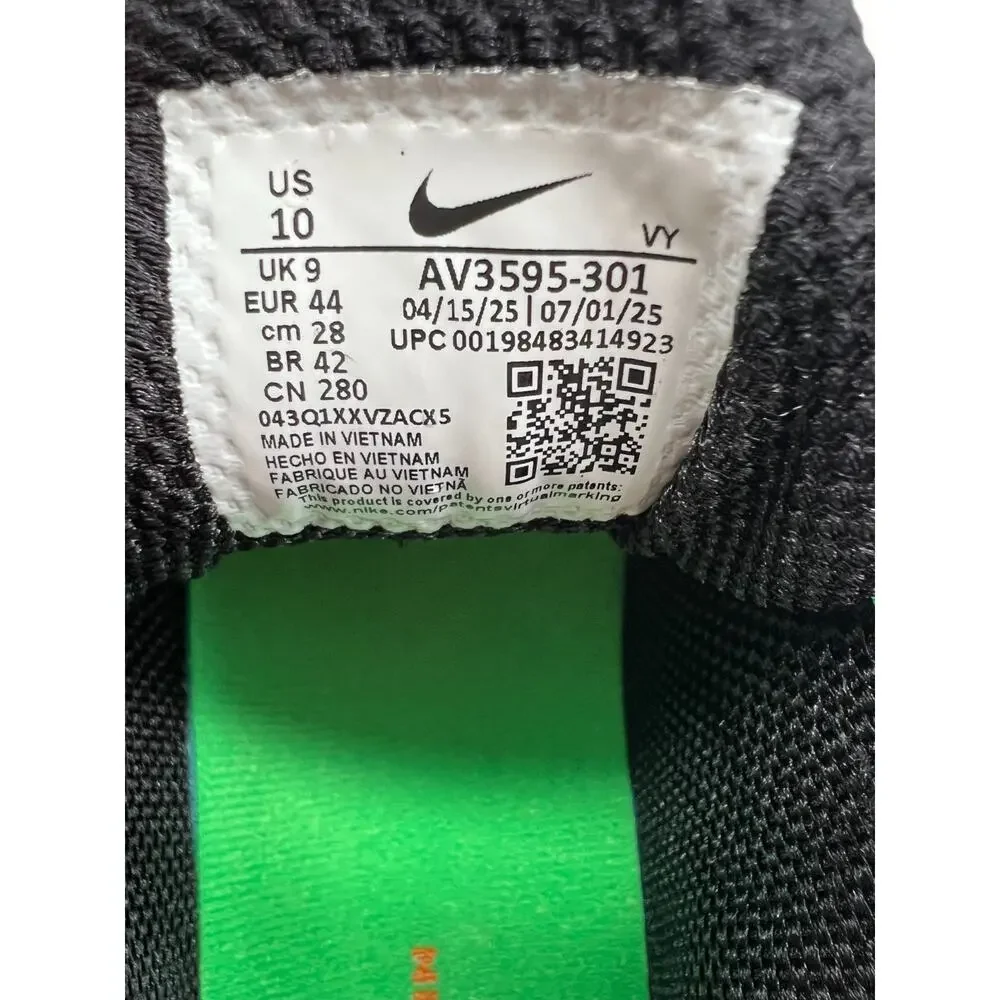 US
10
VY
UK 9
EUR 44
cm 28
BR 42
CN 280
AV3595-301
04/15/25 | 07/01/25
UPC 00198483414923
043Q1XXVZACX5
MADE IN VIETNAM
HECHO EN VIETNAM
FABRIQUE AU VIETNAM
FABRICADO NO VIETNÃ
This product is covered by one or more patents:
www.nike.com/patentsvirtualmarking